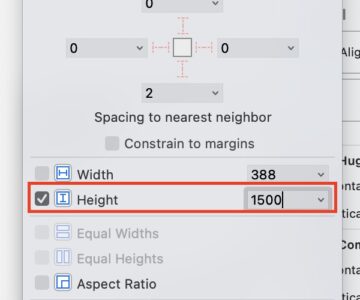 0
0
0
2
Spacing to nearest neighbor
Constrain to margins
Width
388
Height
1500
Equal Widths
Equal Heights
Aspect Ratio
Alig
Hug
onta
tica
Com
onta
tica